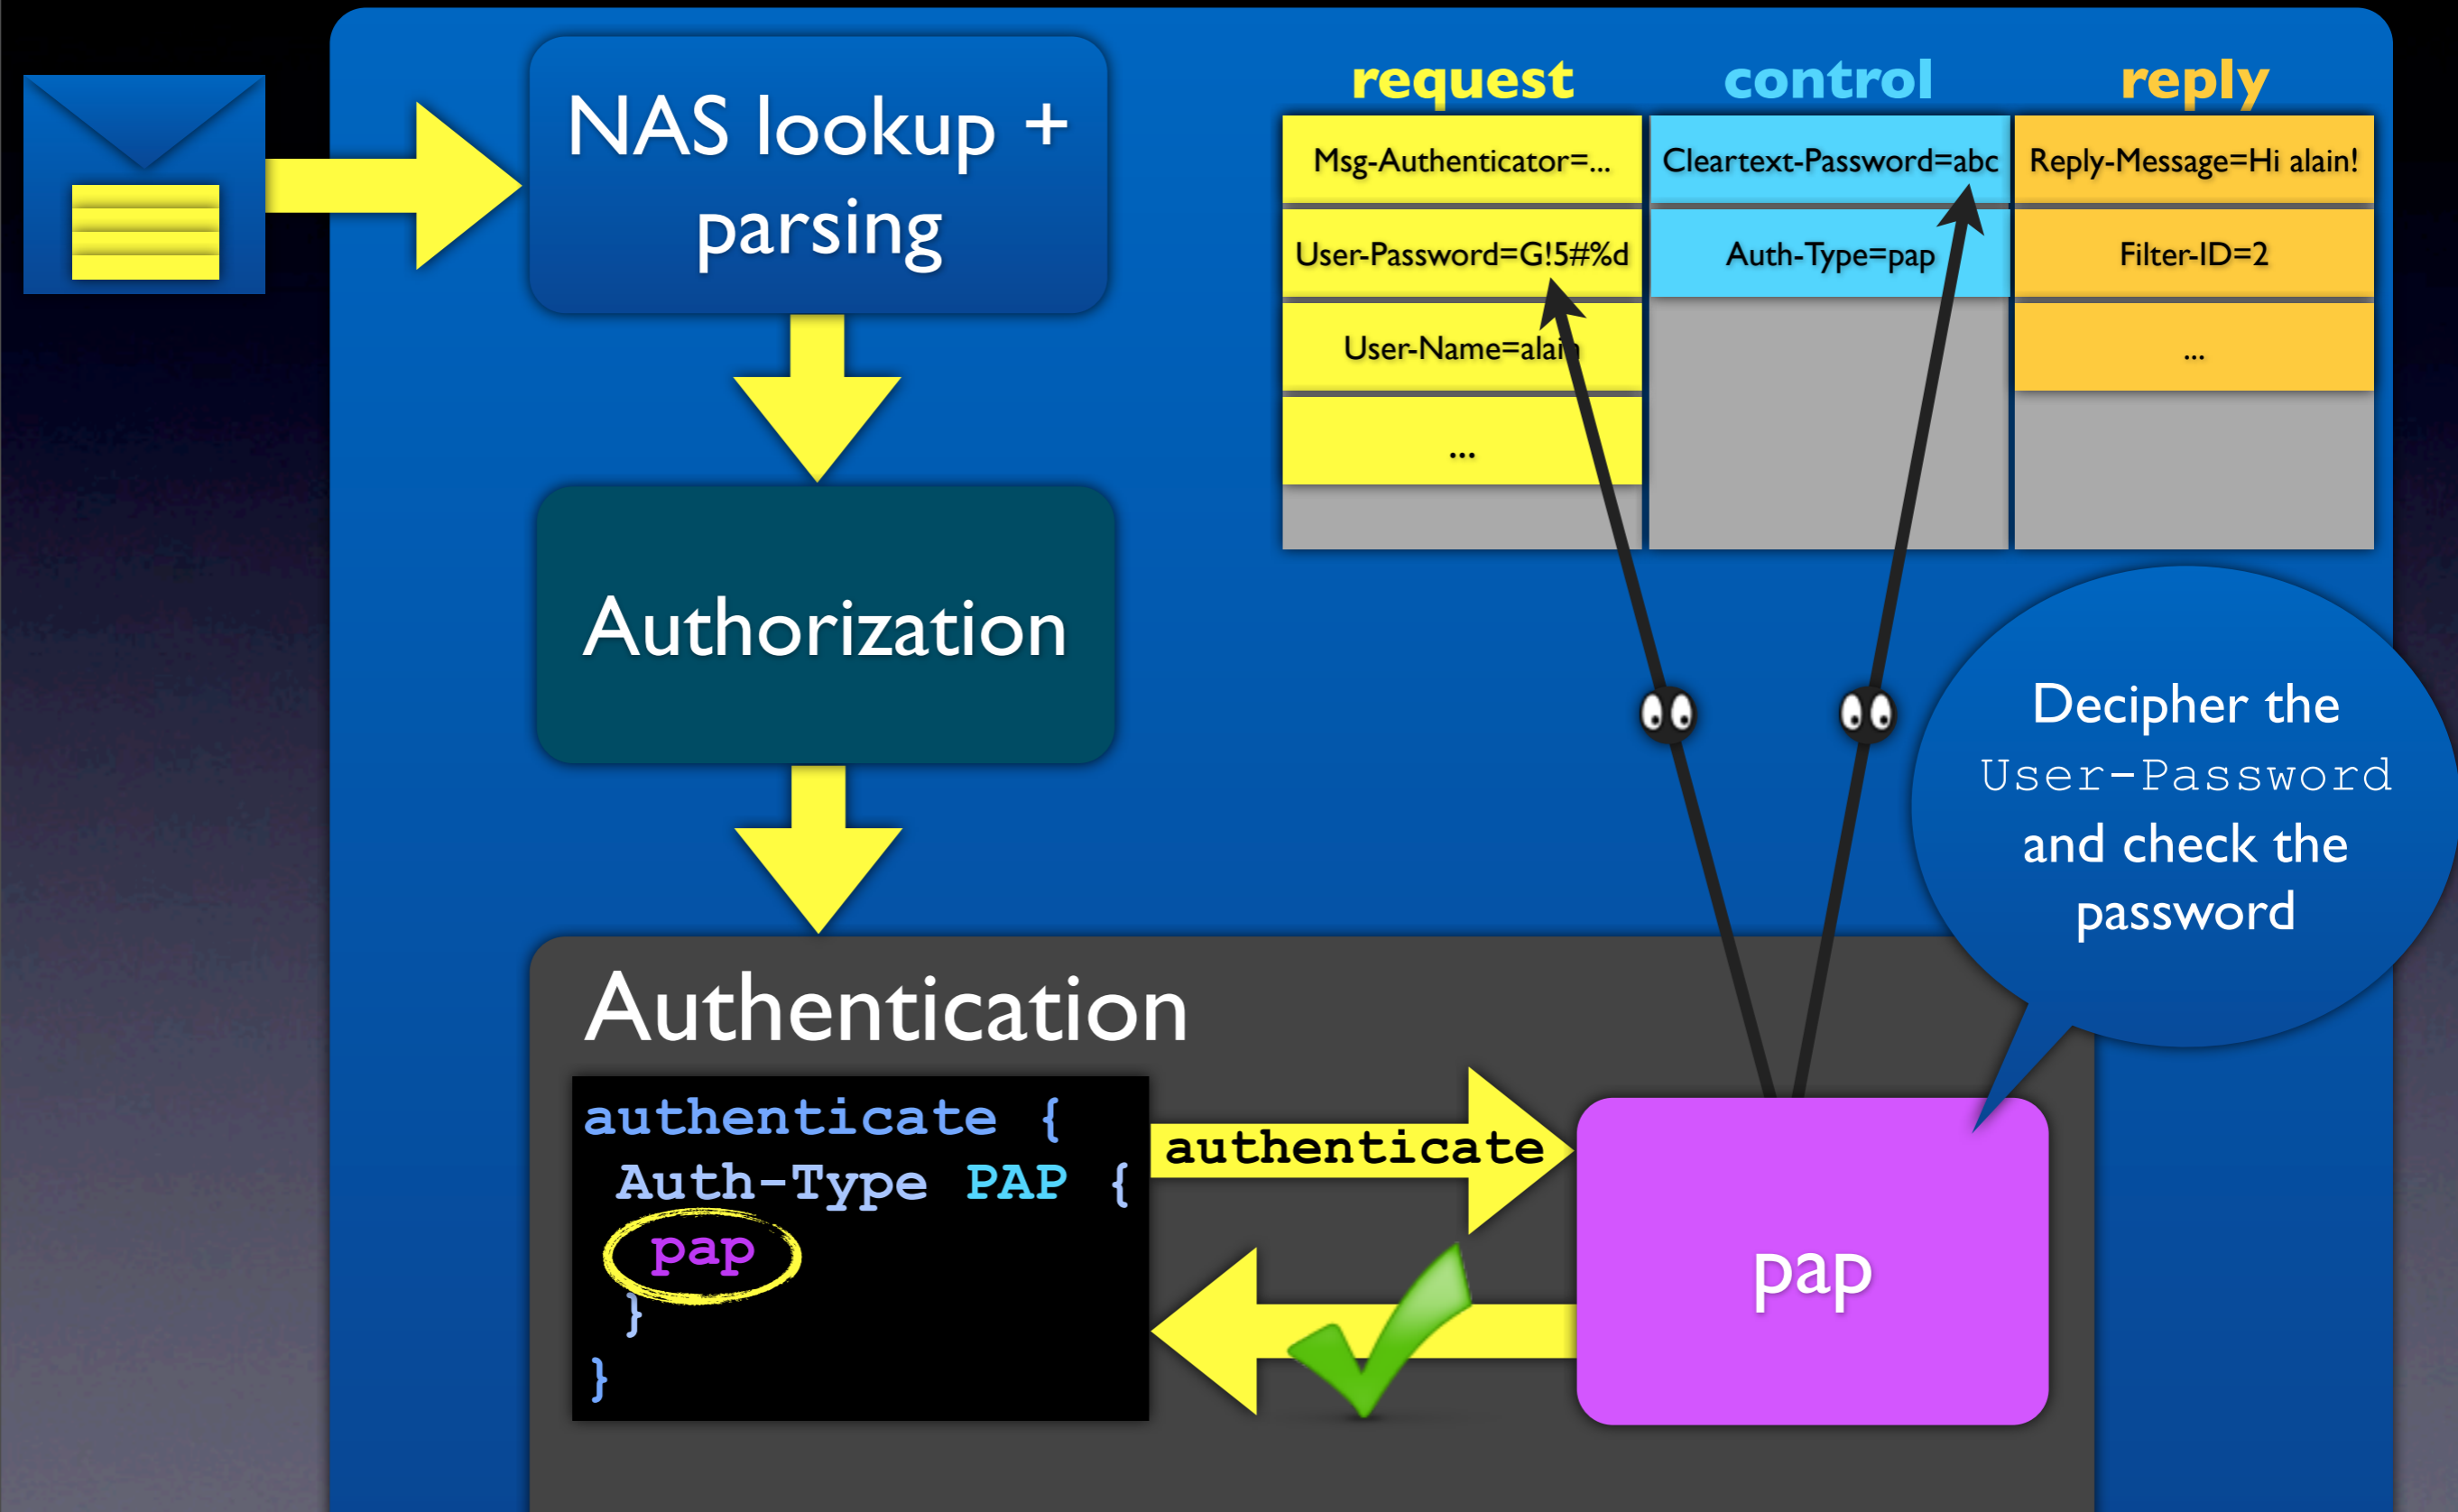 NAS lookup +
parsing
request control reply
Msg-Authenticator=... Cleartext-Password=abc Reply-Message=Hi alain!
User-Password=G!5#%d Auth-Type=pap Filter-ID=2
User-Name=alain ...
...
Authorization
Decipher the
User-Password
and check the
password
Authentication
authenticate {
Auth-Type PAP {
pap
}
}
authenticate
pap